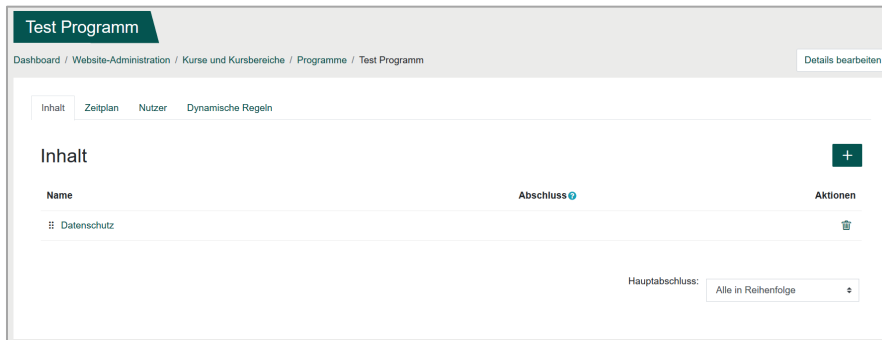 Test Programm
Dashboard / Website-Administration / Kurse und Kursbereiche / Programme / Test Programm
Details bearbeiten
Inhalt Zeitplan Nutzer Dynamische Regeln
Inhalt
Name Abschluss Aktionen
Datenschutz
Hauptabschluss: Alle in Reihenfolge